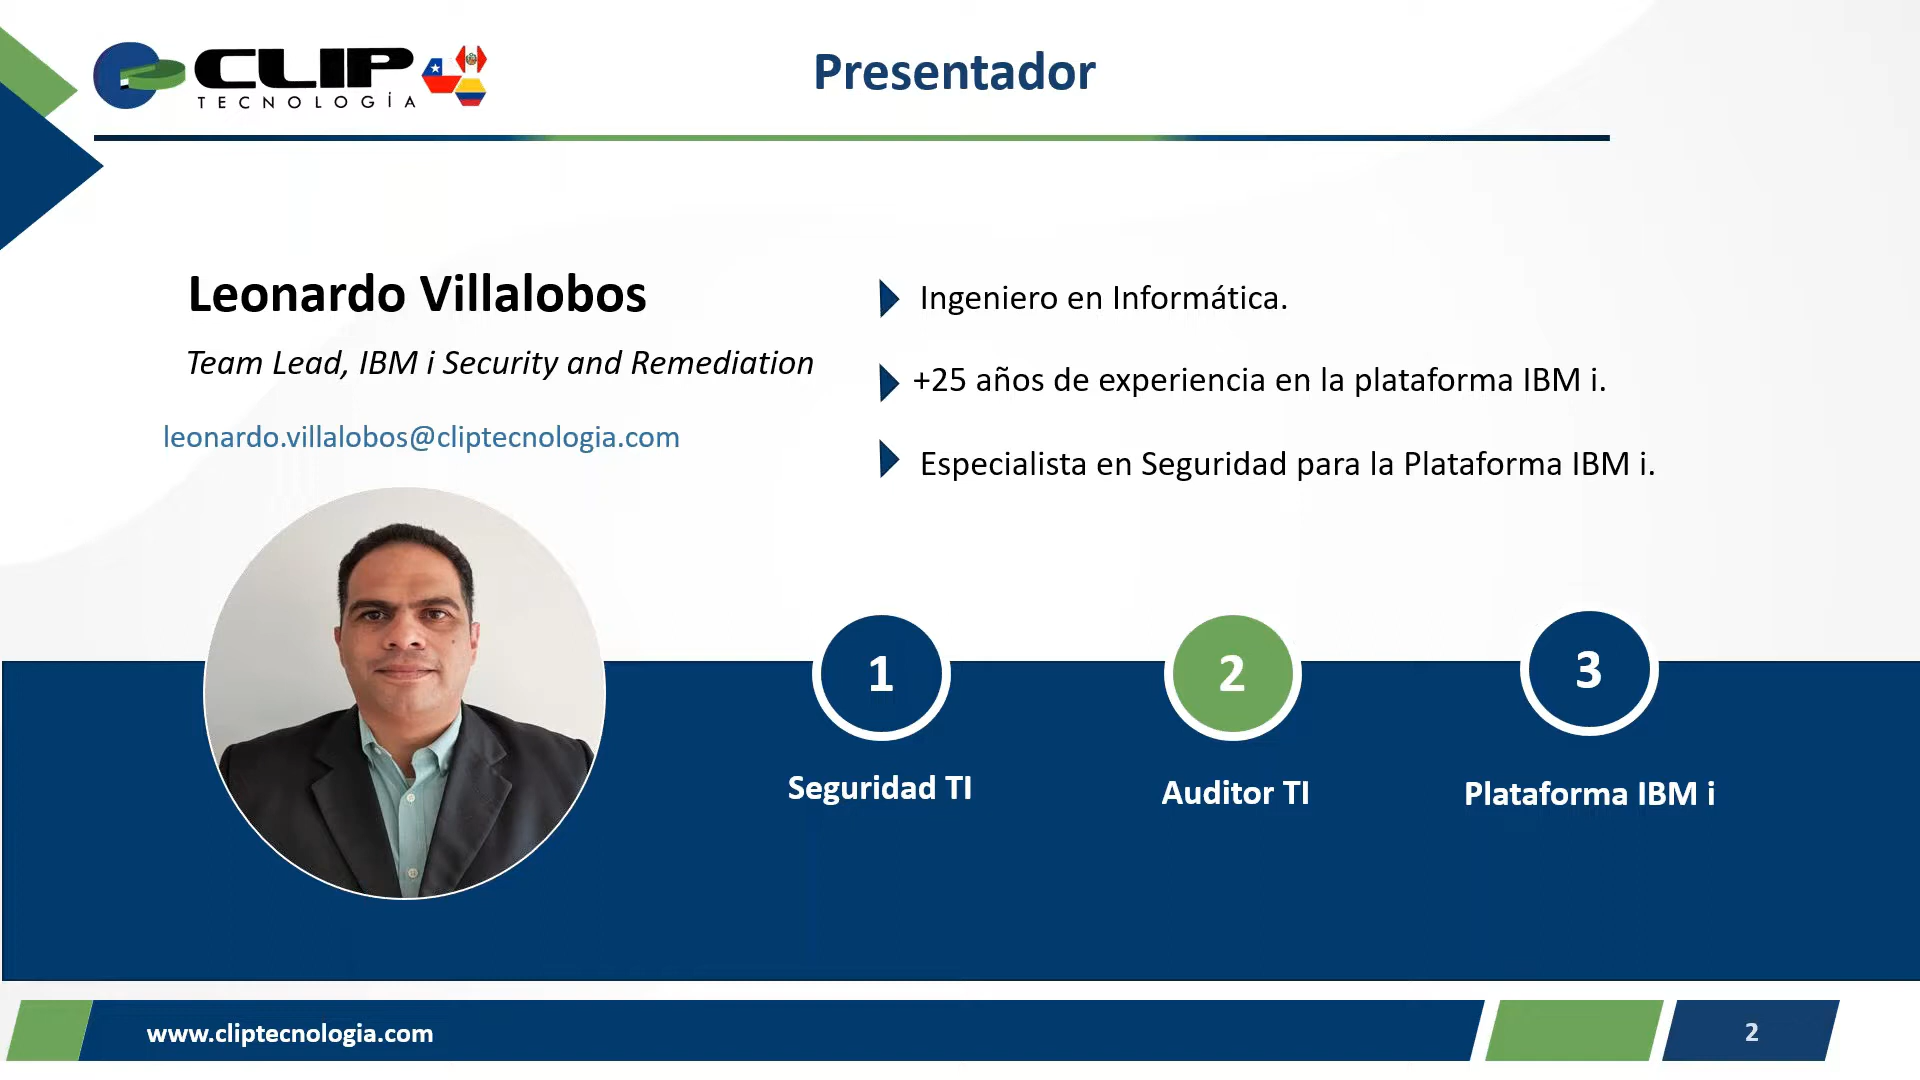 CLIP
TECNOLOGÍA
Presentador
Leonardo Villalobos
Team Lead, IBM i Security and Remediation
leonardo.villalobos@cliptecnologia.com
Ingeniero en Informática.
+25 años de experiencia en la plataforma IBM i.
Especialista en Seguridad para la Plataforma IBM i.
1
Seguridad TI
2
Auditor TI
3
Plataforma IBM i
www.cliptecnologia.com
2